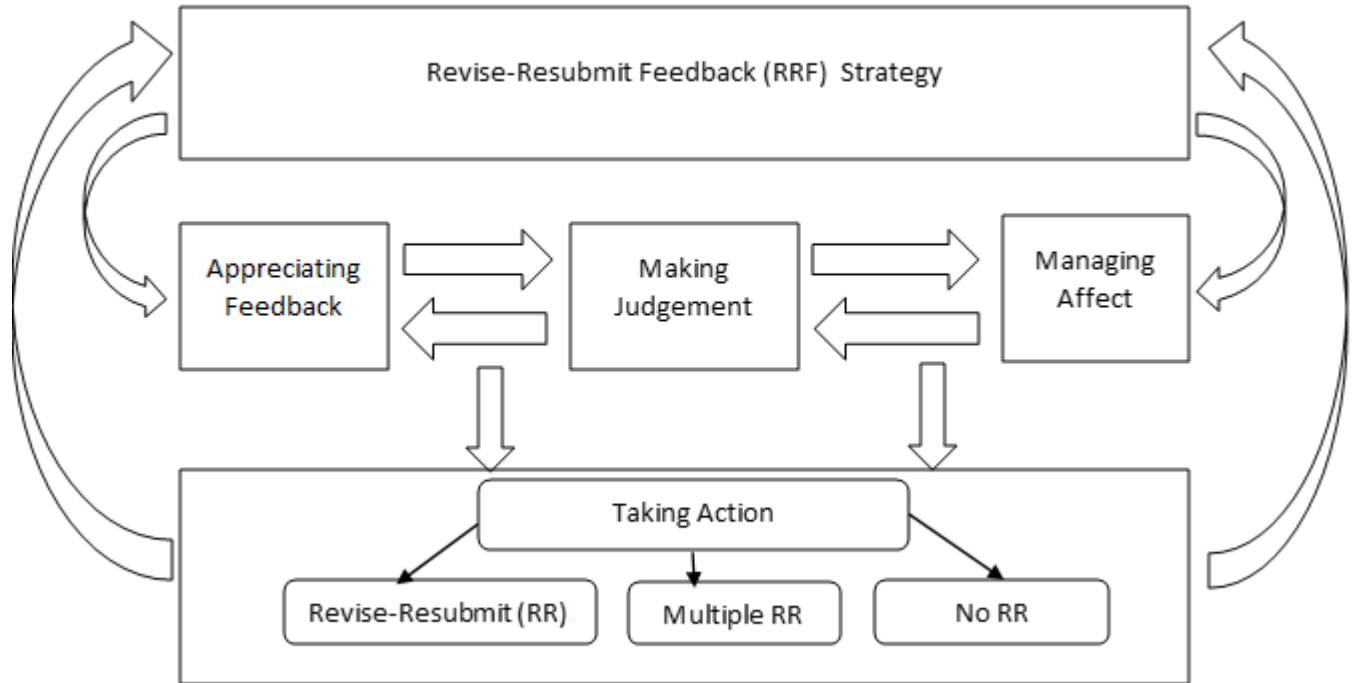 Revise-Resubmit Feedback (RRF) Strategy
Appreciating
Feedback
Making
Judgement
Managing
Affect
Taking Action
Revise-Resubmit (RR)
Multiple RR
No RR